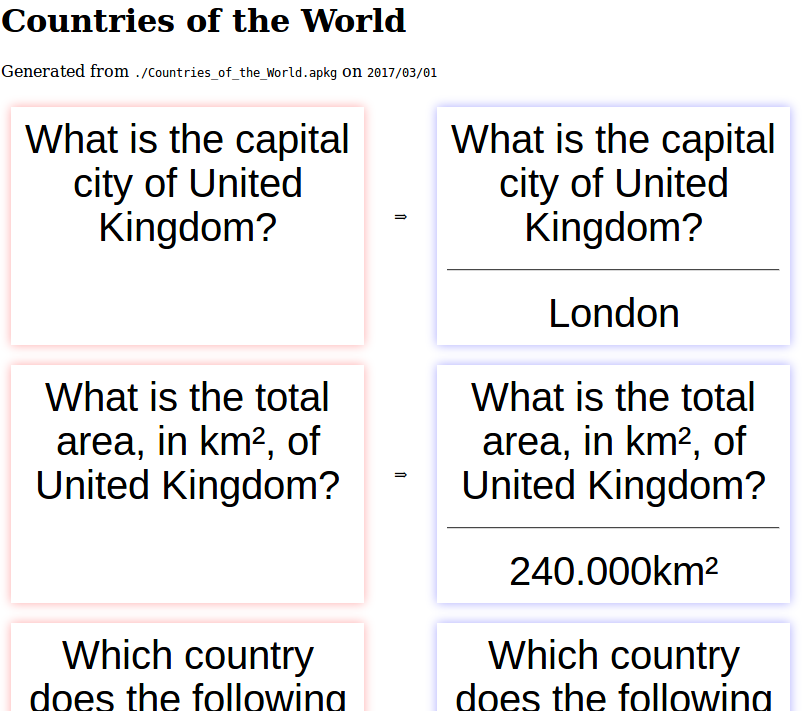 Countries of the World
Generated from ./Countries_of_the_World.apkg on 2017/03/01
What is the capital
city of United
Kingdom?
⇒
What is the capital
city of United
Kingdom?
London
What is the total
area, in km², of
United Kingdom?
⇒
What is the total
area, in km², of
United Kingdom?
240.000km²
Which country
does the following
Which country
does the following